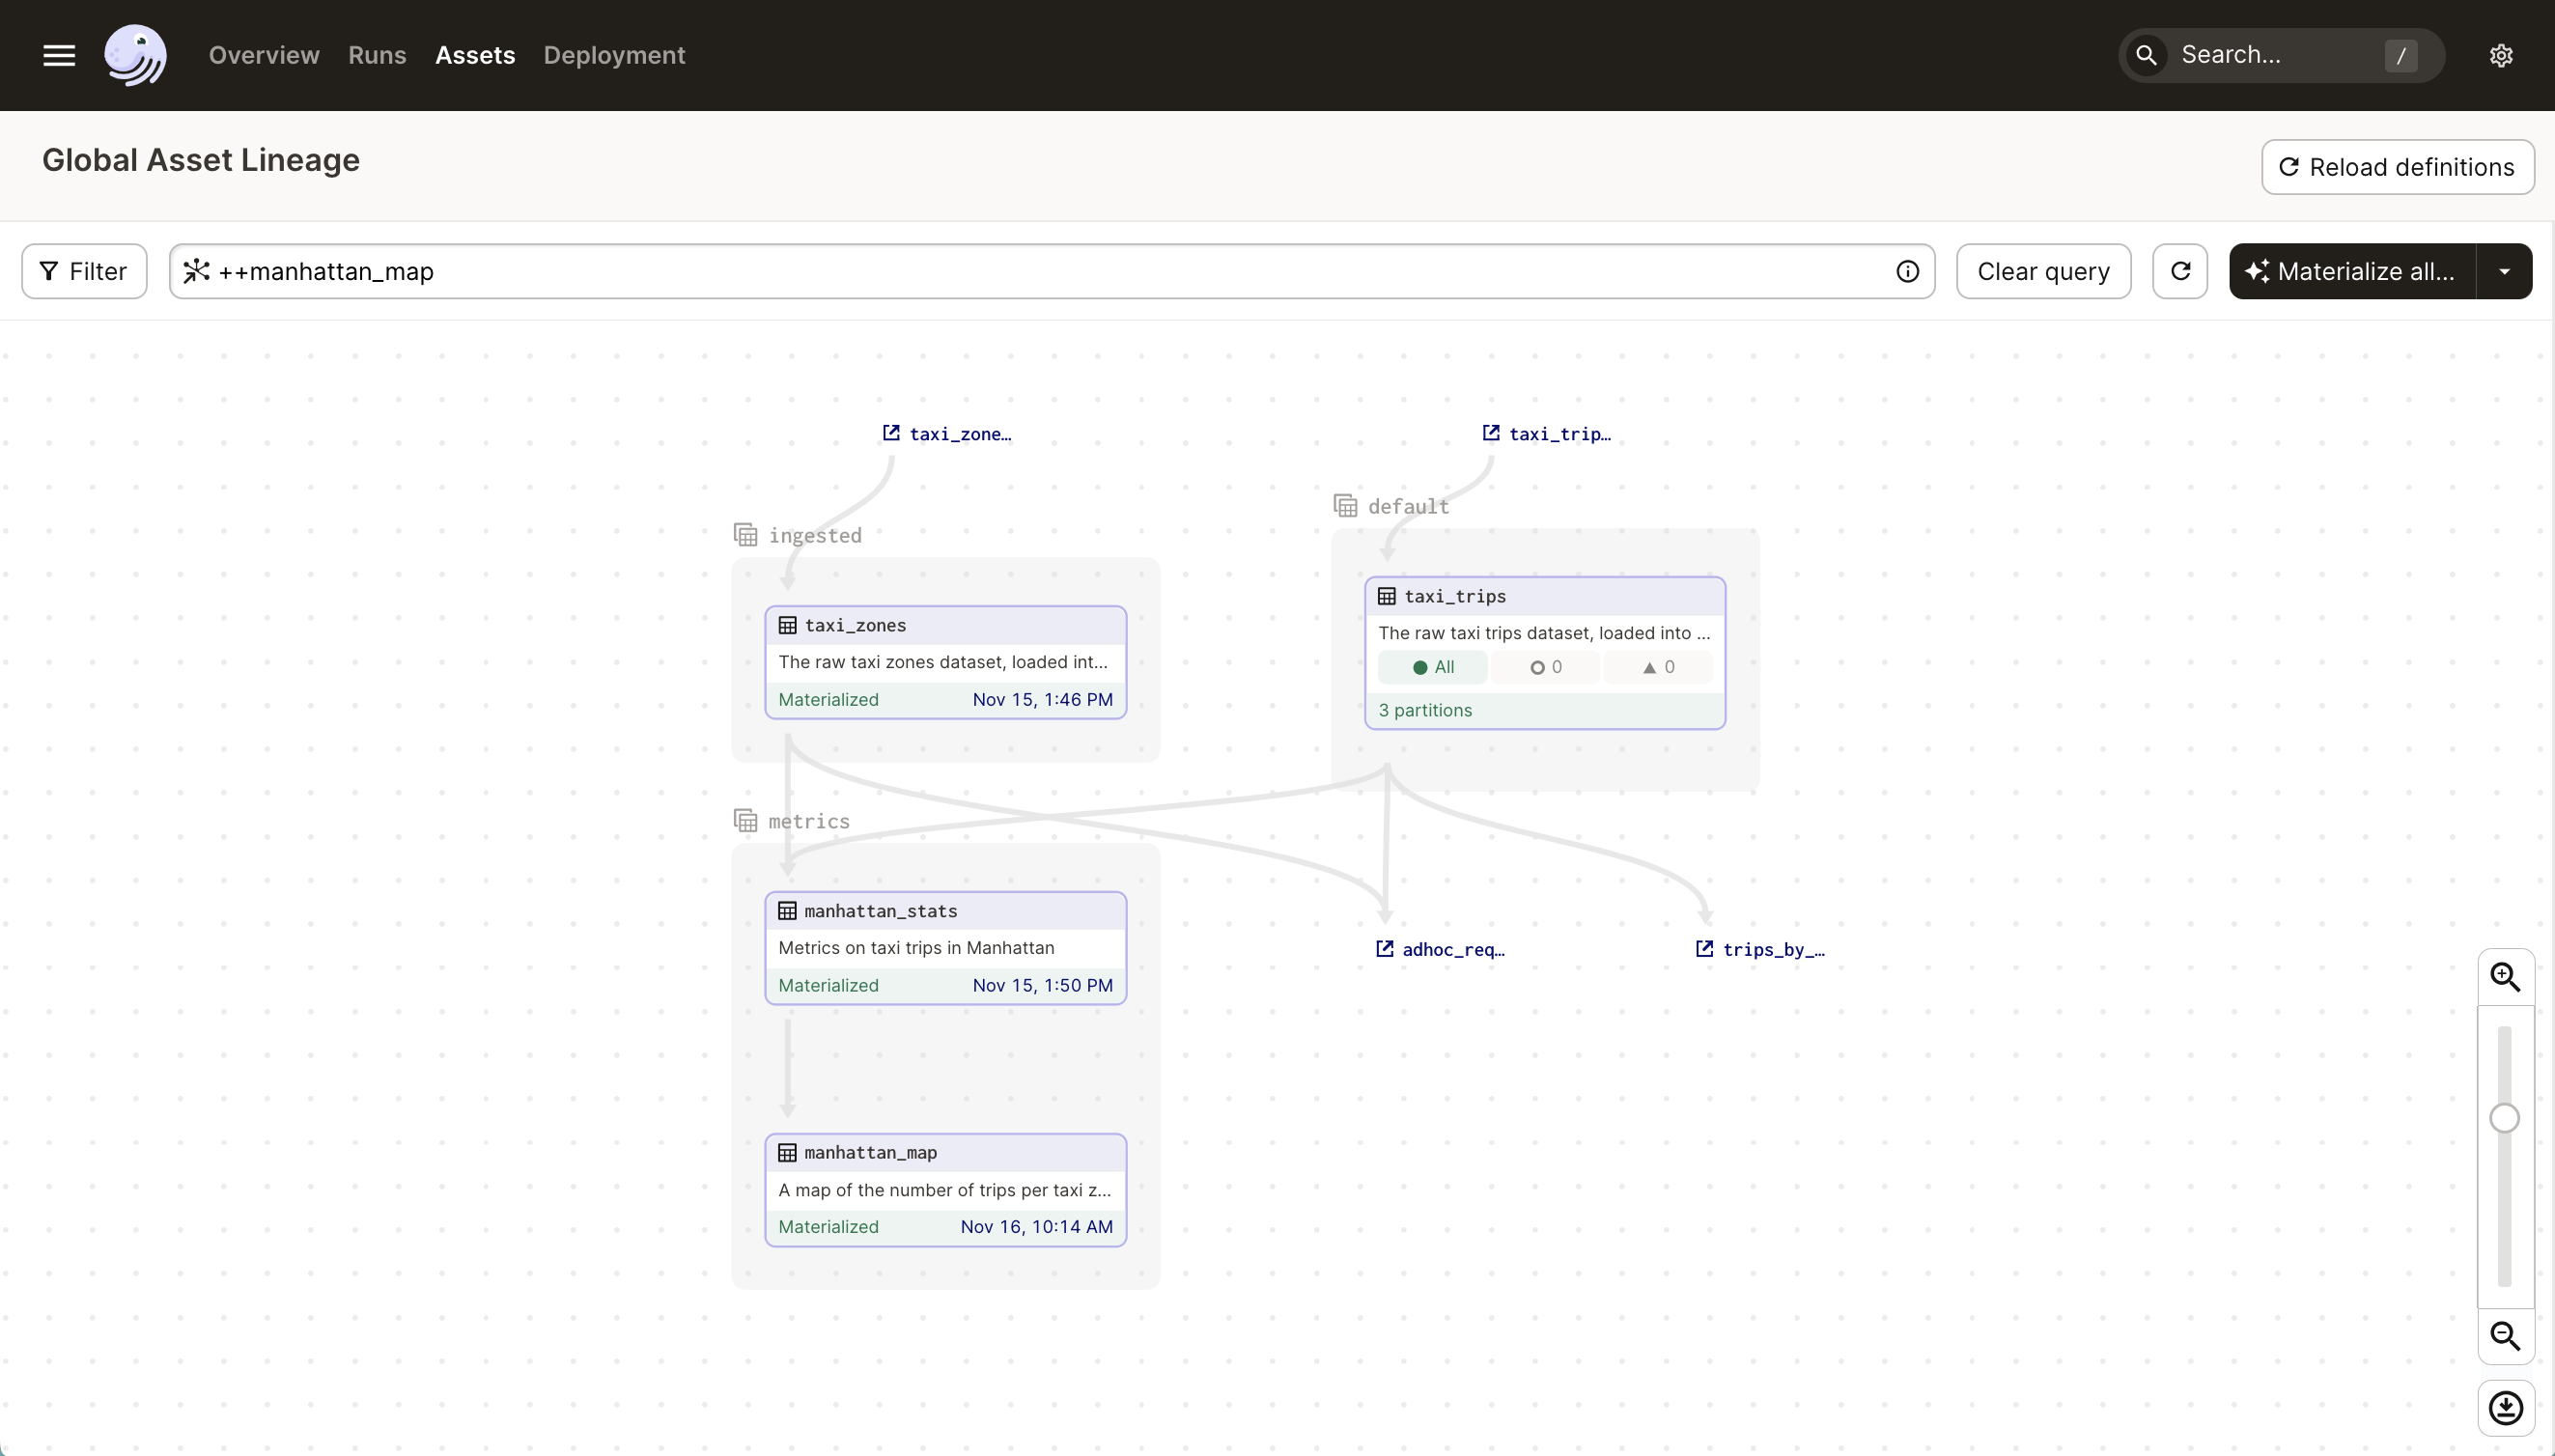 Overview Runs Assets Deployment
Search... /
Global Asset Lineage
Reload definitions
Filter
++manhattan_map
Clear query
Materialize all...
taxi_zone…
taxi_trip…
default
ingested
taxi_trips
The raw taxi trips dataset, loaded into ...
All 0 0
3 partitions
taxi_zones
The raw taxi zones dataset, loaded int...
Materialized Nov 15, 1:46 PM
metrics
manhattan_stats
Metrics on taxi trips in Manhattan
Materialized Nov 15, 1:50 PM
adhoc_req…
trips_by_…
manhattan_map
A map of the number of trips per taxi z...
Materialized Nov 16, 10:14 AM